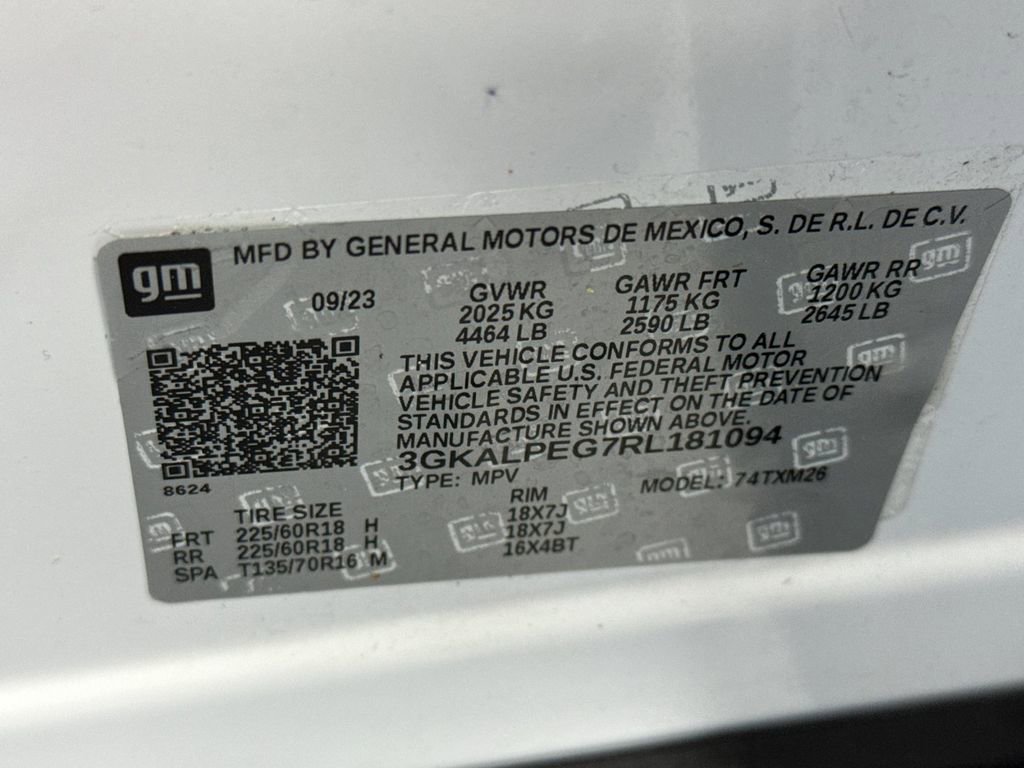 gm
MFD BY GENERAL MOTORS DE MEXICO, S. DE R.L. DE C.V.
09/23
GVWR GAWR FRT GAWR RR
2025 KG 1175 KG 1200 KG
4464 LB 2590 LB 2645 LB
THIS VEHICLE CONFORMS TO ALL
APPLICABLE U.S. FEDERAL MOTOR
VEHICLE SAFETY AND THEFT PREVENTION
STANDARDS IN EFFECT ON THE DATE OF
MANUFACTURE SHOWN ABOVE.
3GKALPEG7RL181094
TYPE: MPV MODEL: 74TXM26
8624
TIRE SIZE RIM
FRT 225/60R18 H 18X7J
RR 225/60R18 H 18X7J
SPA T135/70R16 M 16X4BT